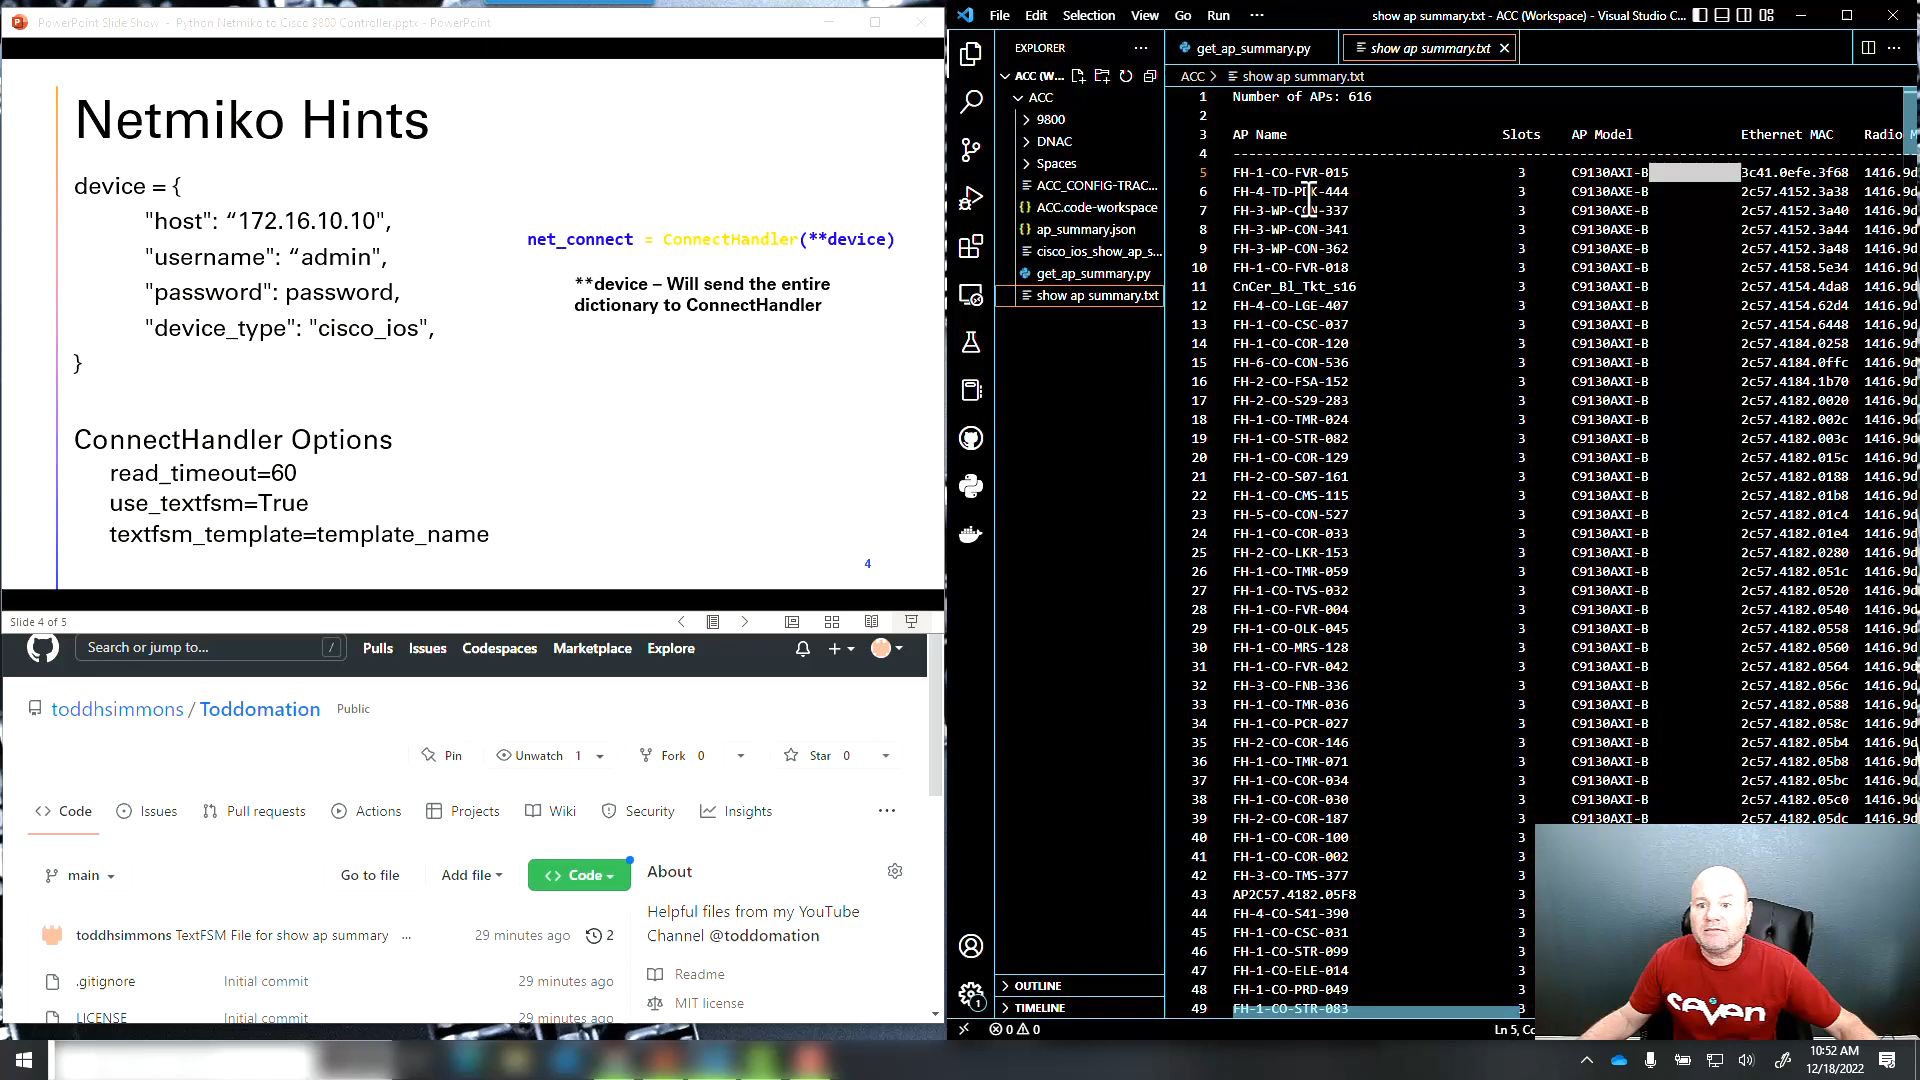 PowerPoint Slide Show - Python Netmiko to Cisco 9800 Controller.pptx - PowerPoint
Netmiko Hints
device = {
"host": “172.16.10.10",
"username": “admin",
"password": password,
"device_type": "cisco_ios",
}
net_connect = ConnectHandler(**device)
**device – Will send the entire
dictionary to ConnectHandler
ConnectHandler Options
read_timeout=60
use_textfsm=True
textfsm_template=template_name
4
Slide 4 of 5
Search or jump to...
/
Pulls Issues Codespaces Marketplace Explore
toddhsimmons / Toddomation Public
Pin Unwatch 1 Fork 0 Star 0
Code Issues Pull requests Actions Projects Wiki Security Insights
main Go to file Add file Code About
Helpful files from my YouTube
Channel @toddomation
toddhsimmons TextFSM File for show ap summary ... 29 minutes ago 2
Readme
.gitignore Initial commit 29 minutes ago
MIT license
LICENSE Initial commit 29 minutes ago
File Edit Selection View Go Run ... show ap summary.txt - ACC (Workspace) - Visual Studio C...
EXPLORER
ACC (W...
ACC
9800
DNAC
Spaces
ACC_CONFIG-TRAC...
ACC.code-workspace
ap_summary.json
cisco_ios_show_ap_s...
get_ap_summary.py
show ap summary.txt
OUTLINE
TIMELINE
get_ap_summary.py show ap summary.txt
ACC > show ap summary.txt
1 Number of APs: 616
2
3 AP Name Slots AP Model Ethernet MAC Radio M
4 ----------------------------------------
5 FH-1-CO-FVR-015 3 C9130AXI-B 3c41.0efe.3f68 1416.9d
6 FH-4-TD-PDK-444 3 C9130AXE-B 2c57.4152.3a38 1416.9d
7 FH-3-WP-CON-337 3 C9130AXE-B 2c57.4152.3a40 1416.9d
8 FH-3-WP-CON-341 3 C9130AXE-B 2c57.4152.3a44 1416.9d
9 FH-3-WP-CON-362 3 C9130AXE-B 2c57.4152.3a48 1416.9d
10 FH-1-CO-FVR-018 3 C9130AXI-B 2c57.4158.5e34 1416.9d
11 CnCer_Bl_Tkt_s16 3 C9130AXE-B 2c57.4154.4da8 1416.9d
12 FH-4-CO-LGE-407 3 C9130AXE-B 2c57.4154.62d4 1416.9d
13 FH-1-CO-CSC-037 3 C9130AXE-B 2c57.4154.6448 1416.9d
14 FH-1-CO-COR-120 3 C9130AXI-B 2c57.4184.0258 1416.9d
15 FH-6-CO-CON-536 3 C9130AXI-B 2c57.4184.0ffc 1416.9d
16 FH-2-CO-FSA-152 3 C9130AXI-B 2c57.4184.1b70 1416.9d
17 FH-2-CO-S29-283 3 C9130AXI-B 2c57.4182.0020 1416.9d
18 FH-1-CO-TMR-024 3 C9130AXI-B 2c57.4182.002c 1416.9d
19 FH-1-CO-STR-082 3 C9130AXI-B 2c57.4182.003c 1416.9d
20 FH-1-CO-COR-129 3 C9130AXI-B 2c57.4182.015c 1416.9d
21 FH-2-CO-S07-161 3 C9130AXI-B 2c57.4182.0188 1416.9d
22 FH-1-CO-CMS-115 3 C9130AXI-B 2c57.4182.01b8 1416.9d
23 FH-5-CO-CON-527 3 C9130AXI-B 2c57.4182.01c4 1416.9d
24 FH-1-CO-COR-033 3 C9130AXI-B 2c57.4182.01e4 1416.9d
25 FH-2-CO-LKR-153 3 C9130AXI-B 2c57.4182.0280 1416.9d
26 FH-1-CO-TMR-059 3 C9130AXI-B 2c57.4182.051c 1416.9d
27 FH-1-CO-TVS-032 3 C9130AXI-B 2c57.4182.0520 1416.9d
28 FH-1-CO-FVR-004 3 C9130AXI-B 2c57.4182.0540 1416.9d
29 FH-1-CO-OLK-045 3 C9130AXI-B 2c57.4182.0558 1416.9d
30 FH-1-CO-MRS-128 3 C9130AXI-B 2c57.4182.0560 1416.9d
31 FH-1-CO-FVR-042 3 C9130AXI-B 2c57.4182.0564 1416.9d
32 FH-3-CO-FNB-336 3 C9130AXI-B 2c57.4182.056c 1416.9d
33 FH-1-CO-TMR-036 3 C9130AXI-B 2c57.4182.0588 1416.9d
34 FH-1-CO-PCR-027 3 C9130AXI-B 2c57.4182.058c 1416.9d
35 FH-2-CO-COR-146 3 C9130AXI-B 2c57.4182.05b4 1416.9d
36 FH-1-CO-TMR-071 3 C9130AXI-B 2c57.4182.05b8 1416.9d
37 FH-1-CO-COR-034 3 C9130AXI-B 2c57.4182.05bc 1416.9d
38 FH-1-CO-COR-030 3 C9130AXI-B 2c57.4182.05c0 1416.9d
39 FH-2-CO-COR-187 3 C9130AXI-B 2c57.4182.05dc 1416.9d
40 FH-1-CO-COR-100 3
41 FH-1-CO-COR-002 3
42 FH-3-CO-TMS-377 3
43 AP2C57.4182.05F8 3
44 FH-4-CO-S41-390 3
45 FH-1-CO-CSC-031 3
46 FH-1-CO-STR-099 3
47 FH-1-CO-ELE-014 3
48 FH-1-CO-PRD-049 3
49 FH-1-CO-STR-083 3
0 0 Ln 5, Co
1
seven
10:52 AM
12/18/2022